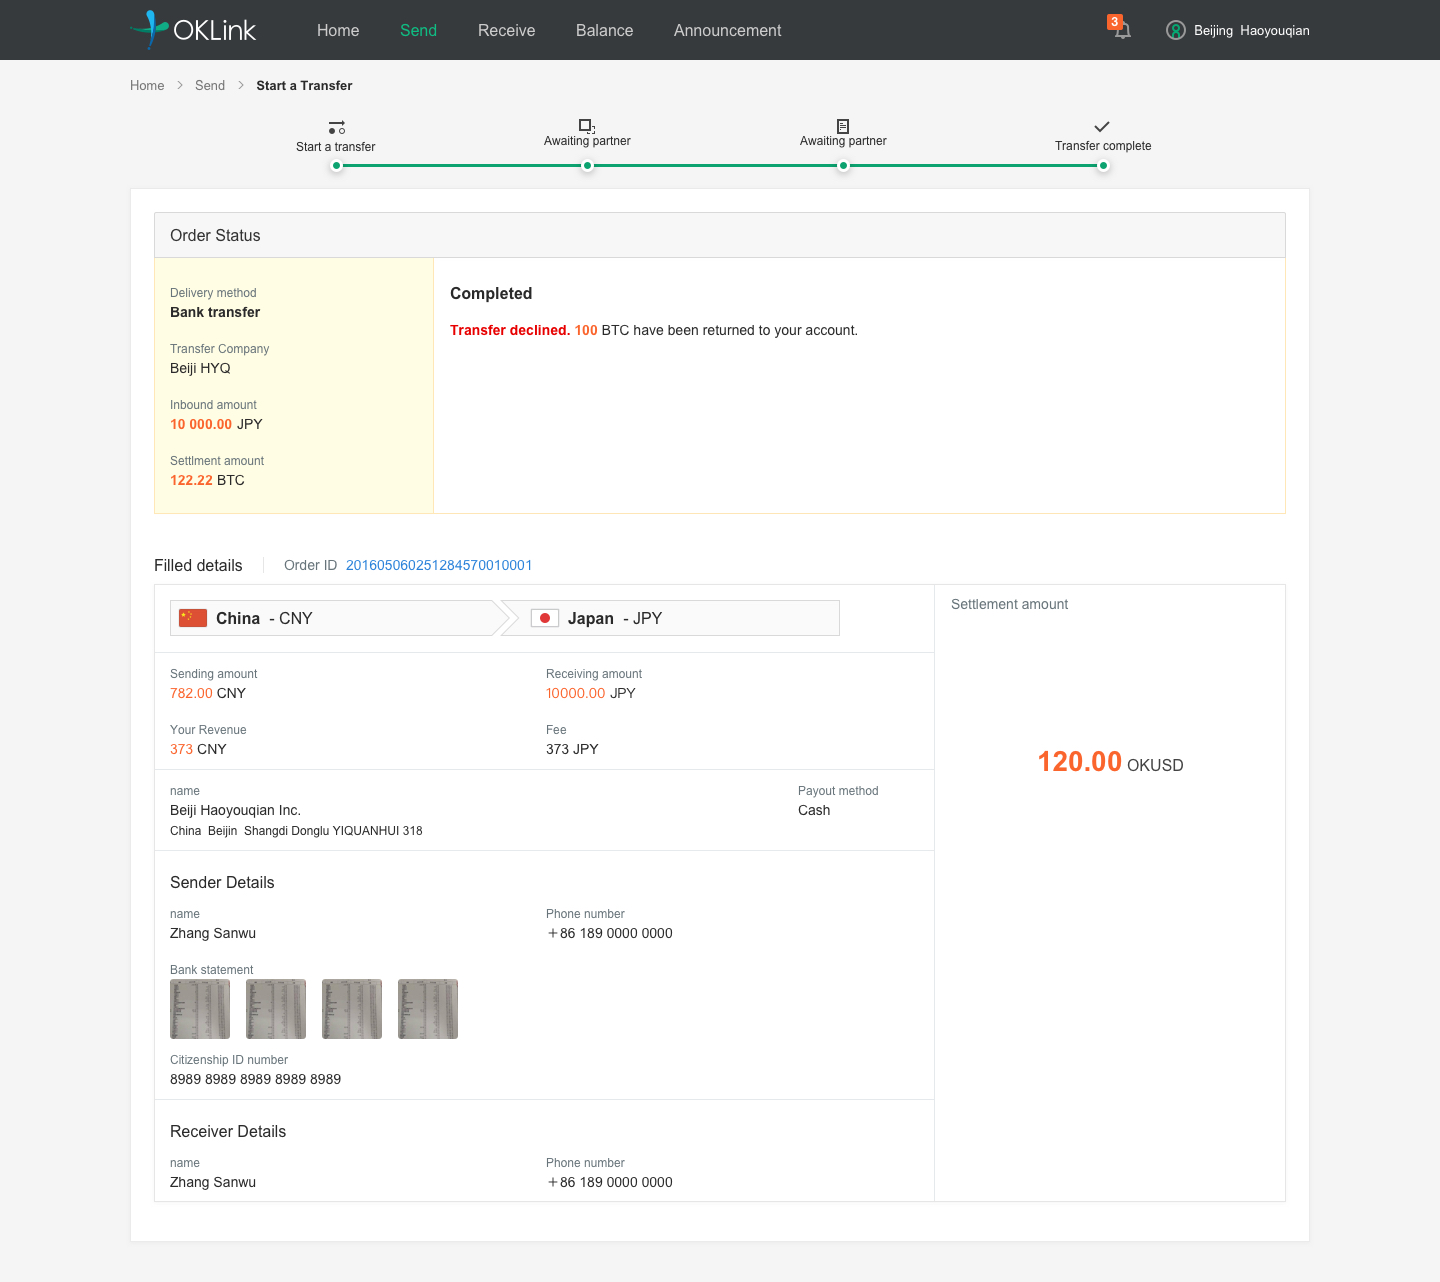 OKLink
Home Send Receive Balance Announcement
3
Beijing Haoyouqian
Home Send Start a Transfer
Start a transfer
Awaiting partner
Awaiting partner
Transfer complete
Order Status
Delivery method
Bank transfer
Transfer Company
Beiji HYQ
Inbound amount
10 000.00 JPY
Settlment amount
122.22 BTC
Completed
Transfer declined. 100 BTC have been returned to your account.
Filled details Order ID 201605060251284570010001
China - CNY
Japan - JPY
Settlement amount
120.00 OKUSD
Sending amount
782.00 CNY
Receiving amount
10000.00 JPY
Your Revenue
373 CNY
Fee
373 JPY
name
Beiji Haoyouqian Inc.
China Beijin Shangdi Donglu YIQUANHUI 318
Payout method
Cash
Sender Details
name
Zhang Sanwu
Phone number
＋86 189 0000 0000
Bank statement
Citizenship ID number
8989 8989 8989 8989 8989
Receiver Details
name
Zhang Sanwu
Phone number
＋86 189 0000 0000